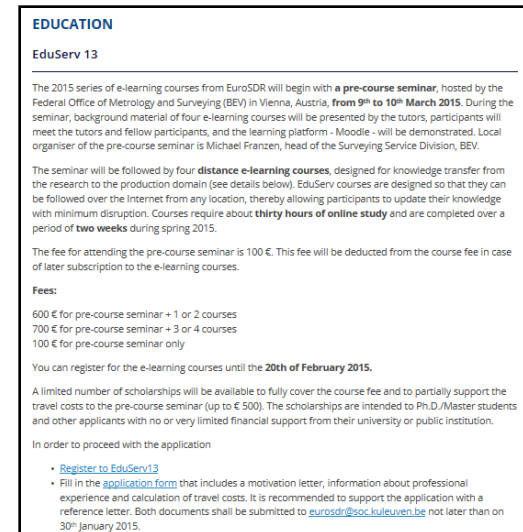 EDUCATION
EduServ 13
The 2015 series of e-learning courses from EuroSDR will begin with a pre-course seminar, hosted by the
Federal Office of Metrology and Surveying (BEV) in Vienna, Austria, from 9th to 10th March 2015. During the
seminar, background material of four e-learning courses will be presented by the tutors, participants will
meet the tutors and fellow participants, and the learning platform - Moodle - will be demonstrated. Local
organiser of the pre-course seminar is Michael Franzen, head of the Surveying Service Division, BEV.
The seminar will be followed by four distance e-learning courses, designed for knowledge transfer from
the research to the production domain (see details below). EduServ courses are designed so that they can
be followed over the Internet from any location, thereby allowing participants to update their knowledge
with minimum disruption. Courses require about thirty hours of online study and are completed over a
period of two weeks during spring 2015.
The fee for attending the pre-course seminar is 100 €. This fee will be deducted from the course fee in case
of later subscription to the e-learning courses.
Fees:
600 € for pre-course seminar + 1 or 2 courses
700 € for pre-course seminar + 3 or 4 courses
100 € for pre-course seminar only
You can register for the e-learning courses until the 20th of February 2015.
A limited number of scholarships will be available to fully cover the course fee and to partially support the
travel costs to the pre-course seminar (up to € 500). The scholarships are intended to Ph.D./Master students
and other applicants with no or very limited financial support from their university or public institution.
In order to proceed with the application
• Register to EduServ13
• Fill in the application form that includes a motivation letter, information about professional
experience and calculation of travel costs. It is recommended to support the application with a
reference letter. Both documents shall be submitted to eurosdr@soc.kuleuven.be not later than on
30th January 2015.